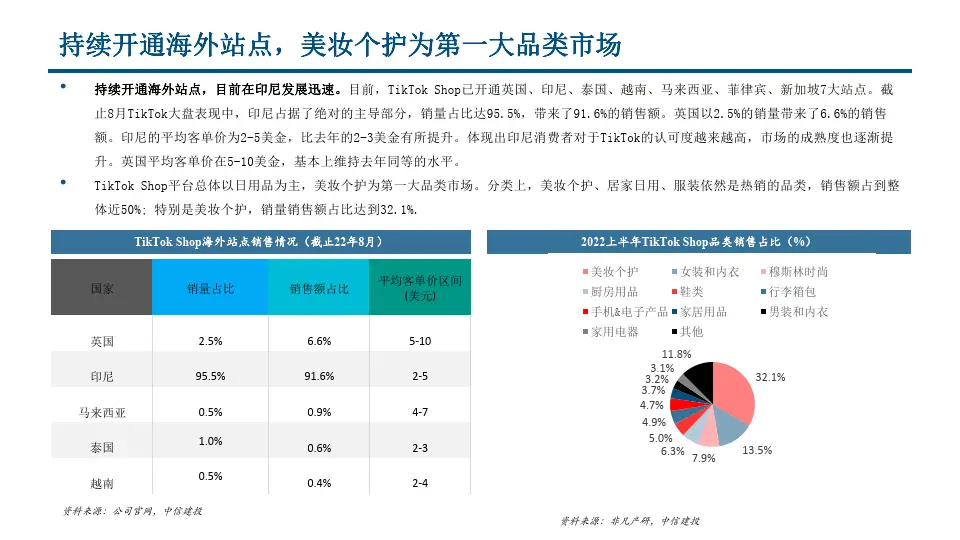 持续开通海外站点，美妆个护为第一大品类市场
• 持续开通海外站点，目前在印尼发展迅速。目前，TikTok Shop已开通英国、印尼、泰国、越南、马来西亚、菲律宾、新加坡7大站点。截
止8月TikTok大盘表现中，印尼占据了绝对的主导部分，销量占比达95.5%，带来了91.6%的销售额。英国以2.5%的销量带来了6.6%的销售
额。印尼的平均客单价为2-5美金，比去年的2-3美金有所提升。体现出印尼消费者对于TikTok的认可度越来越高，市场的成熟度也逐渐提
升。英国平均客单价在5-10美金，基本上维持去年同等的水平。
• TikTok Shop平台总体以日用品为主，美妆个护为第一大品类市场。分类上，美妆个护、居家日用、服装依然是热销的品类，销售额占到整
体近50%; 特别是美妆个护，销量销售额占比达到32.1%.
TikTok Shop海外站点销售情况（截止22年8月）
国家 销量占比 销售额占比 平均客单价区间
(美元)
英国 2.5% 6.6% 5-10
印尼 95.5% 91.6% 2-5
马来西亚 0.5% 0.9% 4-7
泰国 1.0% 0.6% 2-3
越南 0.5% 0.4% 2-4
资料来源：公司官网，中信建投
2022上半年TikTok Shop品类销售占比（%）
美妆个护 女装和内衣 穆斯林时尚
厨房用品 鞋类 行李箱包
手机&电子产品 家居用品 男装和内衣
家用电器 其他
32.1%
13.5%
7.9%
6.3%
5.0%
4.9%
4.7%
3.7%
3.2%
3.1%
11.8%
资料来源：非凡产研，中信建投